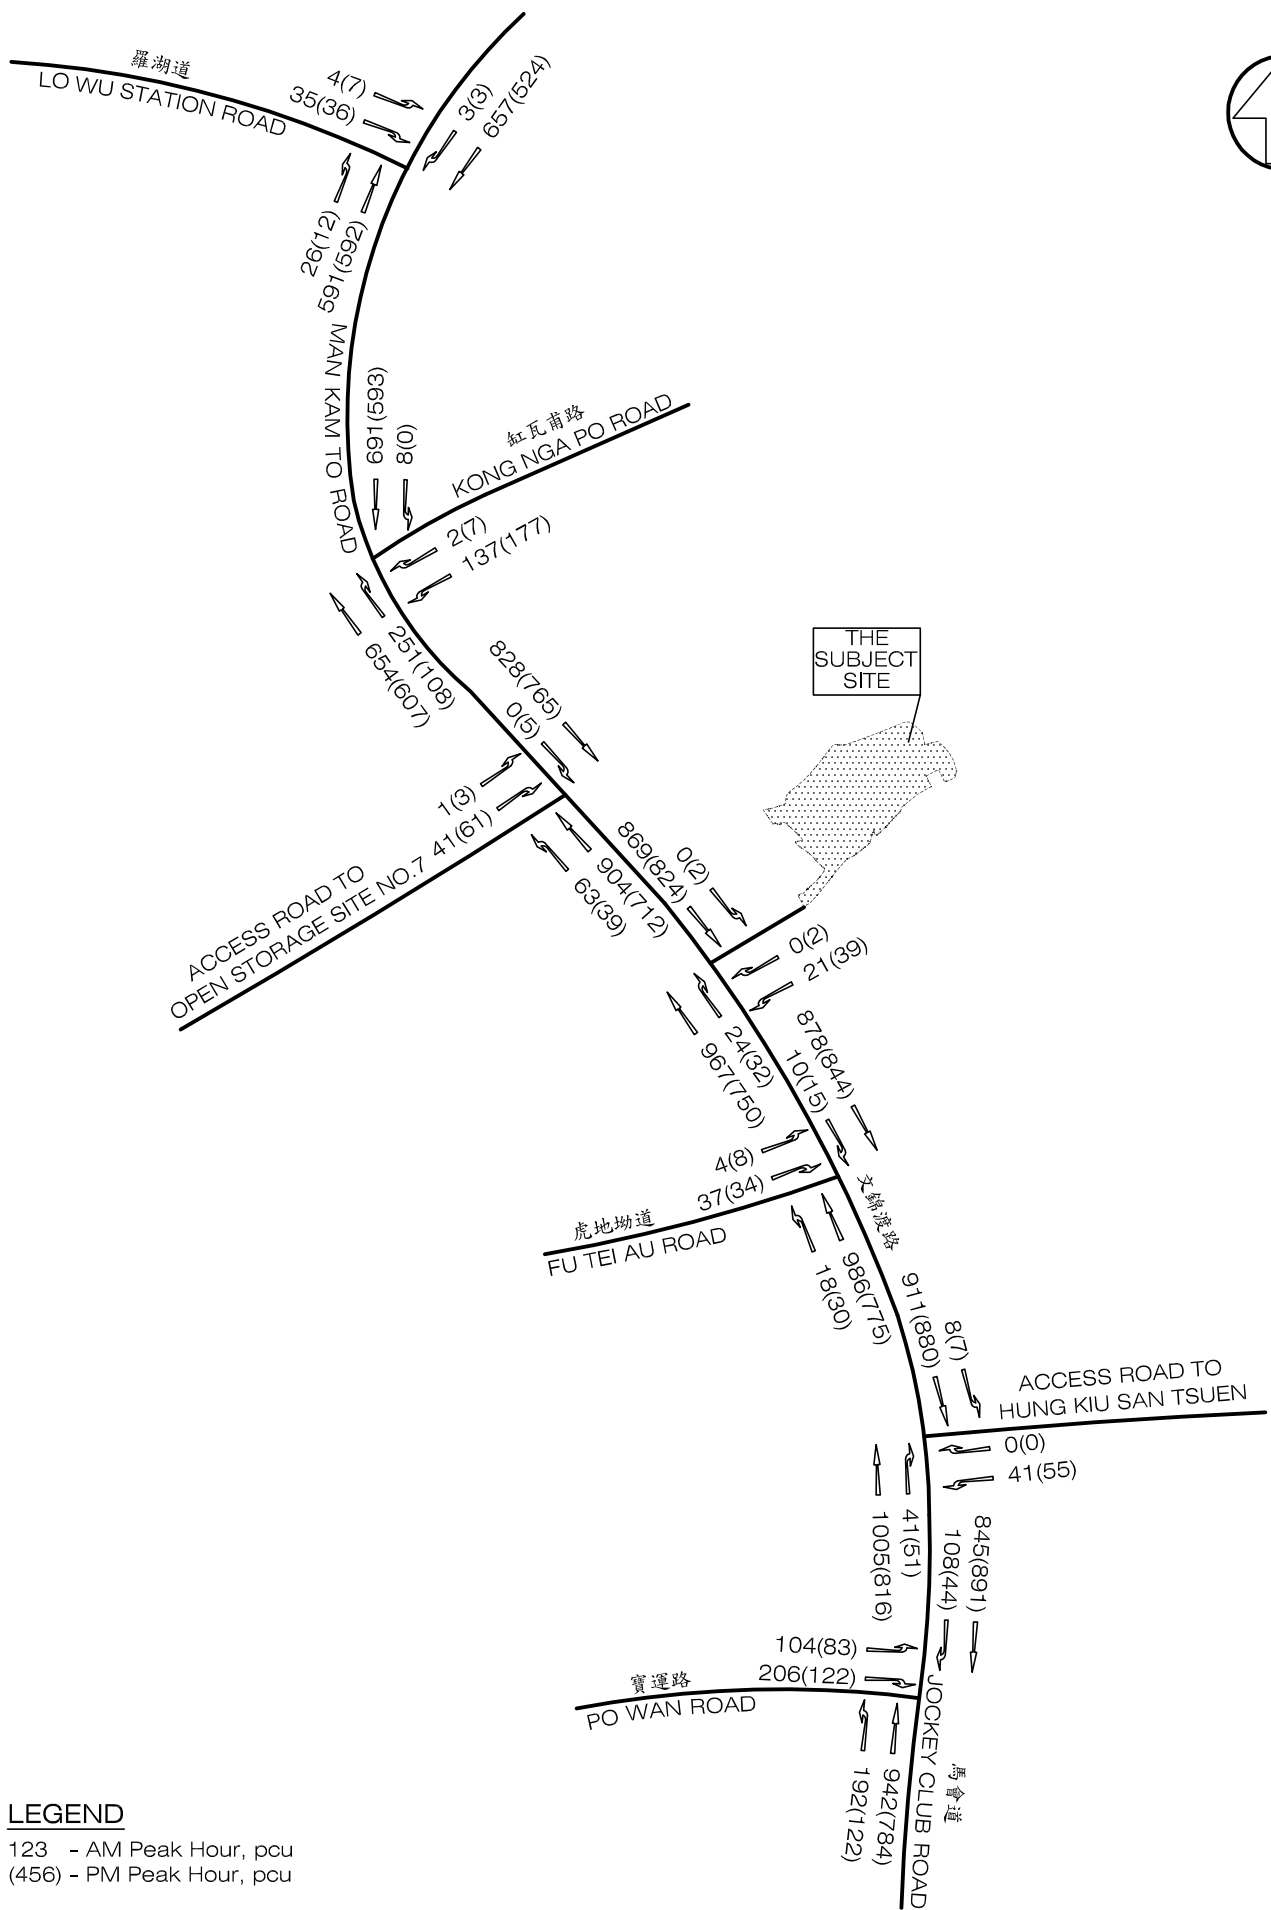 羅湖道
LO WU STATION ROAD
4(7)
35(36)
3(3)
657(524)
26(12)
591(592)
MAN KAM TO ROAD
691(593)
8(0)
缸瓦甫路
KONG NGA PO ROAD
2(7)
137(177)
251(108)
654(607)
828(765)
0(5)
THE
SUBJECT
SITE
1(3)
41(61)
ACCESS ROAD TO
OPEN STORAGE SITE NO.7
63(39)
904(712)
869(824)
0(2)
0(2)
21(39)
24(32)
967(750)
878(844)
10(15)
4(8)
37(34)
虎地坳道
FU TEI AU ROAD
文錦渡路
18(30)
986(775)
911(880)
8(7)
ACCESS ROAD TO
HUNG KIU SAN TSUEN
0(0)
41(55)
41(51)
1005(816)
845(891)
108(44)
104(83)
206(122)
寶運路
PO WAN ROAD
JOCKEY CLUB ROAD
馬會道
192(122)
942(784)
LEGEND
123 - AM Peak Hour, pcu
(456) - PM Peak Hour, pcu